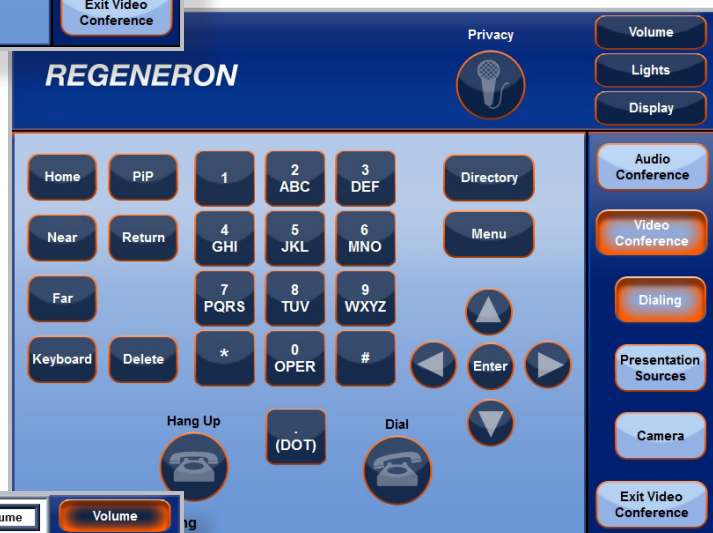 Exit Video
Conference
REGENERON
Privacy
Volume
Lights
Display
Home
PiP
1
2
ABC
3
DEF
Directory
Audio
Conference
Near
Return
4
GHI
5
JKL
6
MNO
Menu
Video
Conference
Far
7
PQRS
8
TUV
9
WXYZ
Dialing
Keyboard
Delete
*
0
OPER
#
Enter
Presentation
Sources
Hang Up
.
(DOT)
Dial
Camera
Exit Video
Conference
Volume